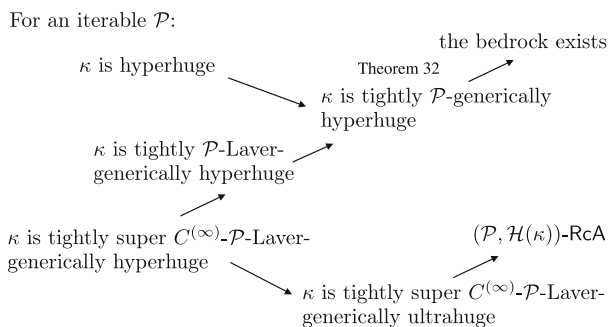 For an iterable 𝒫:
the bedrock exists
κ is hyperhuge
Theorem 32
κ is tightly 𝒫-generically
hyperhuge
κ is tightly 𝒫-Laver-
generically hyperhuge
κ is tightly super C^(∞)-𝒫-Laver-
generically hyperhuge
(𝒫, ℋ(κ))-RcA
κ is tightly super C^(∞)-𝒫-Laver-
generically ultrahuge